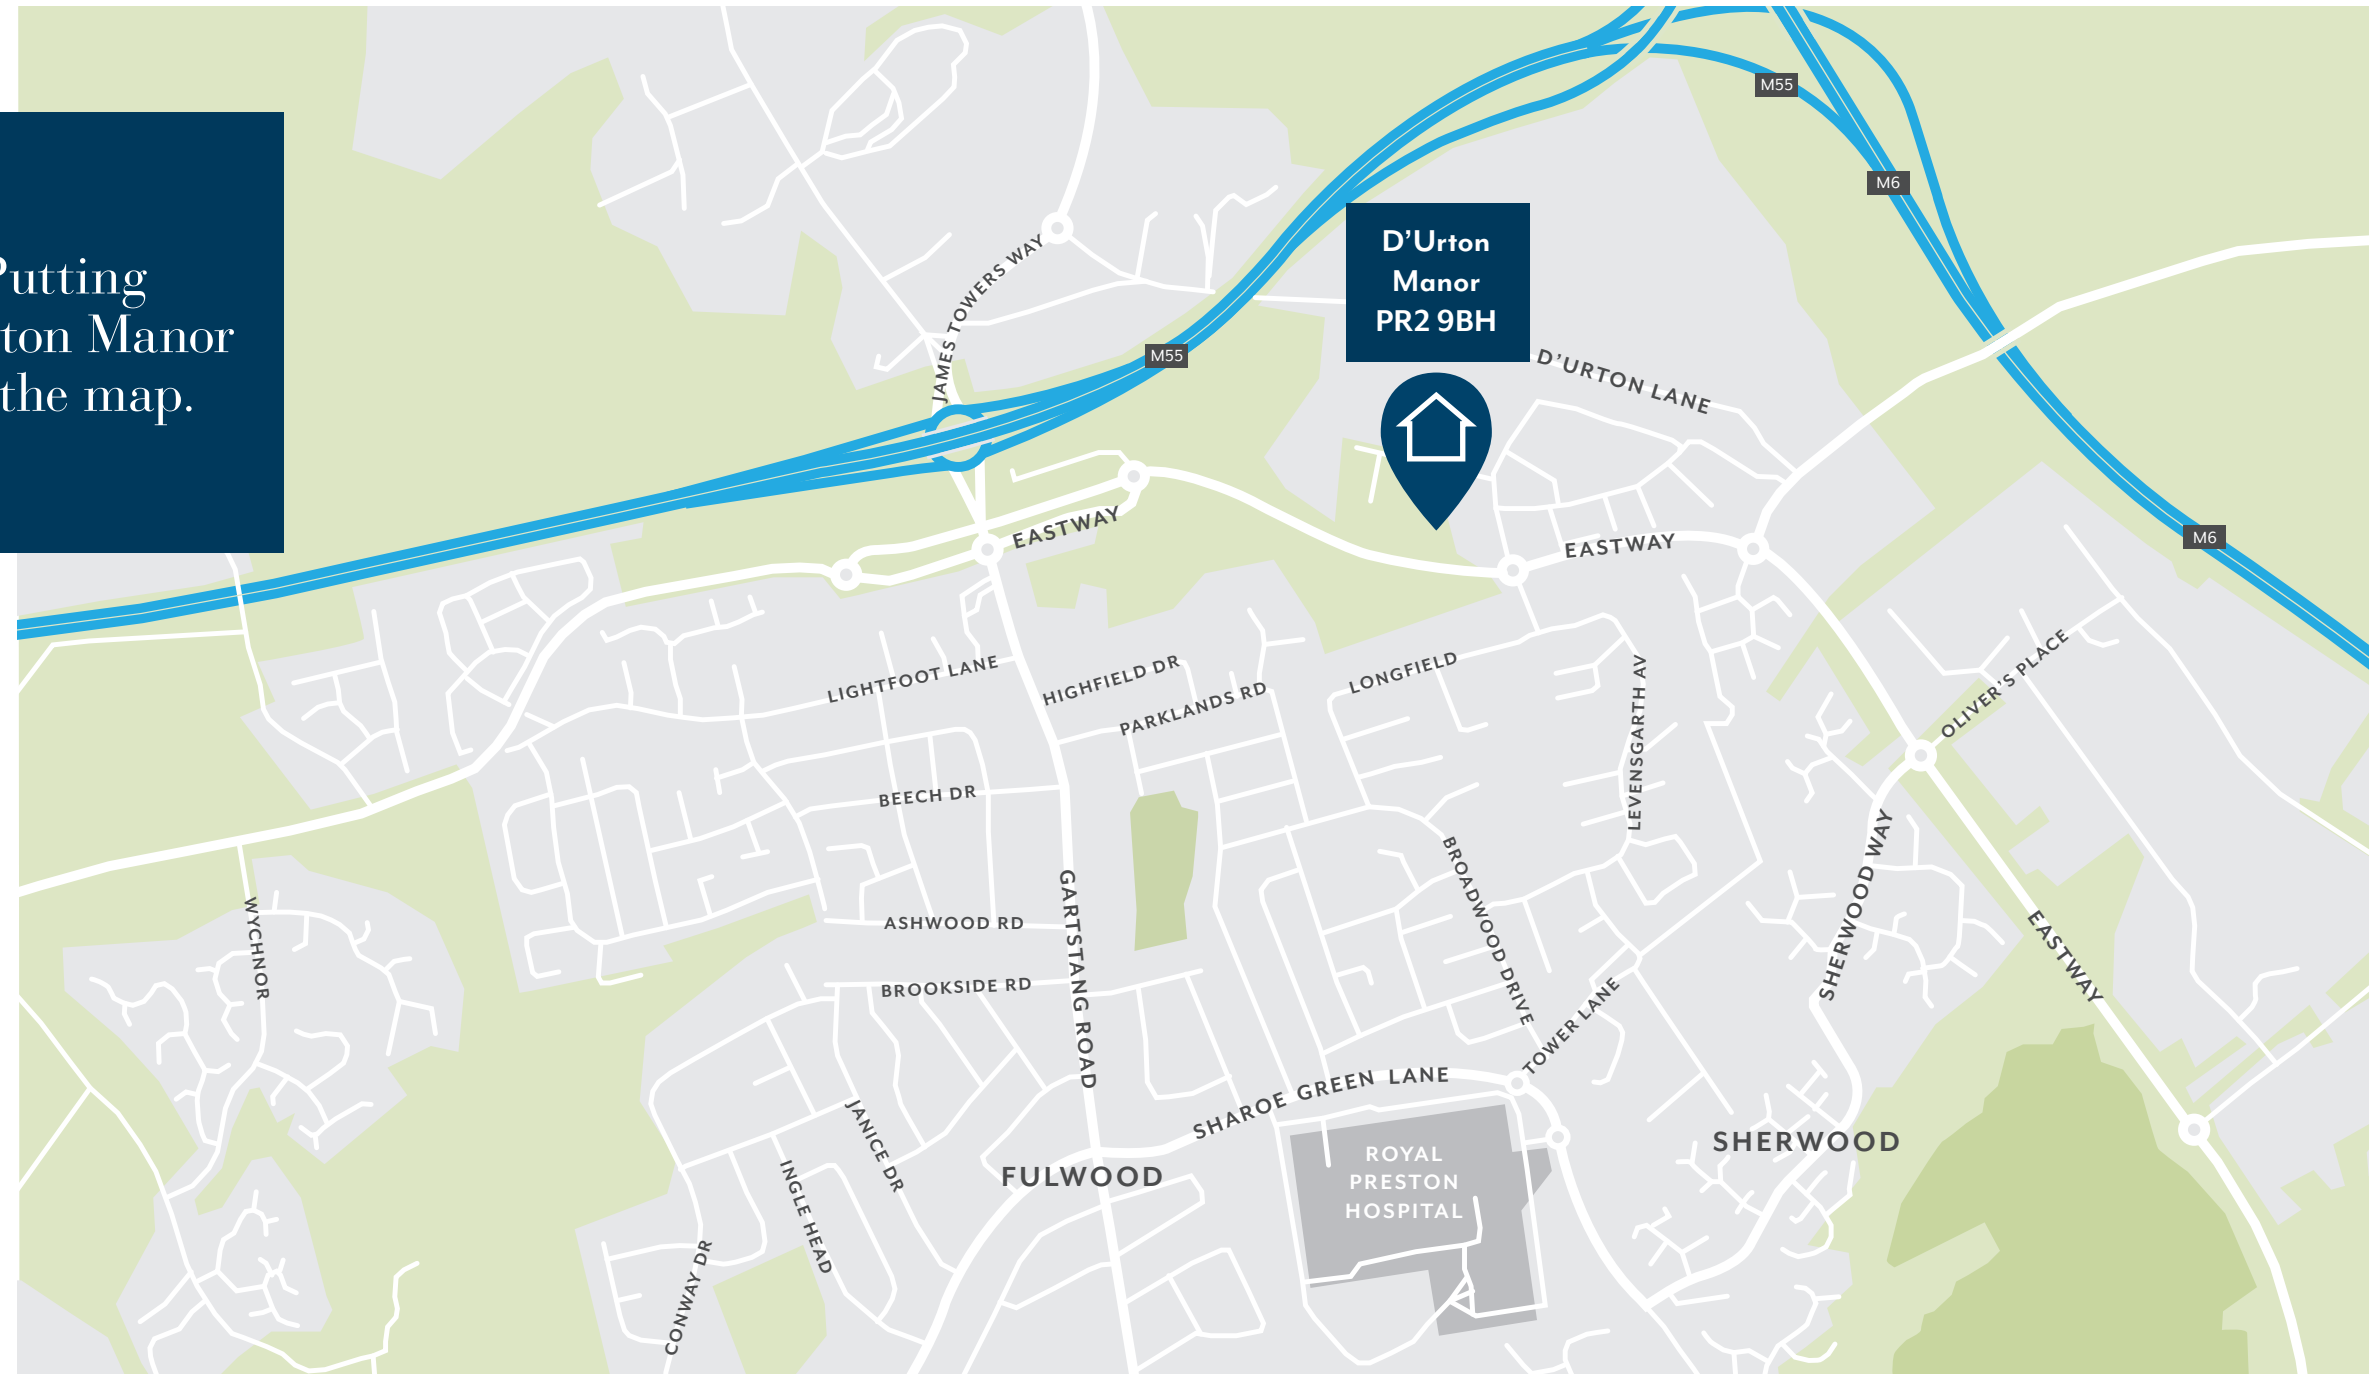 Putting
ton Manor
the map.
M55
M6
D'Urton
Manor
PR2 9BH
JAMES TOWERS WAY
M55
D'URTON LANE
EASTWAY
EASTWAY
M6
LIGHTFOOT LANE
HIGHFIELD DR
PARKLANDS RD
LONGFIELD
LEVENSGARTH AV
OLIVER'S PLACE
BEECH DR
SHERWOOD WAY
BROADWOOD DRIVE
GARTSTANG ROAD
WYCHNOR
ASHWOOD RD
EASTWAY
BROOKSIDE RD
TOWER LANE
SHAROE GREEN LANE
JANICE DR
SHERWOOD
ROYAL
PRESTON
HOSPITAL
FULWOOD
INGLE HEAD
CONWAY DR